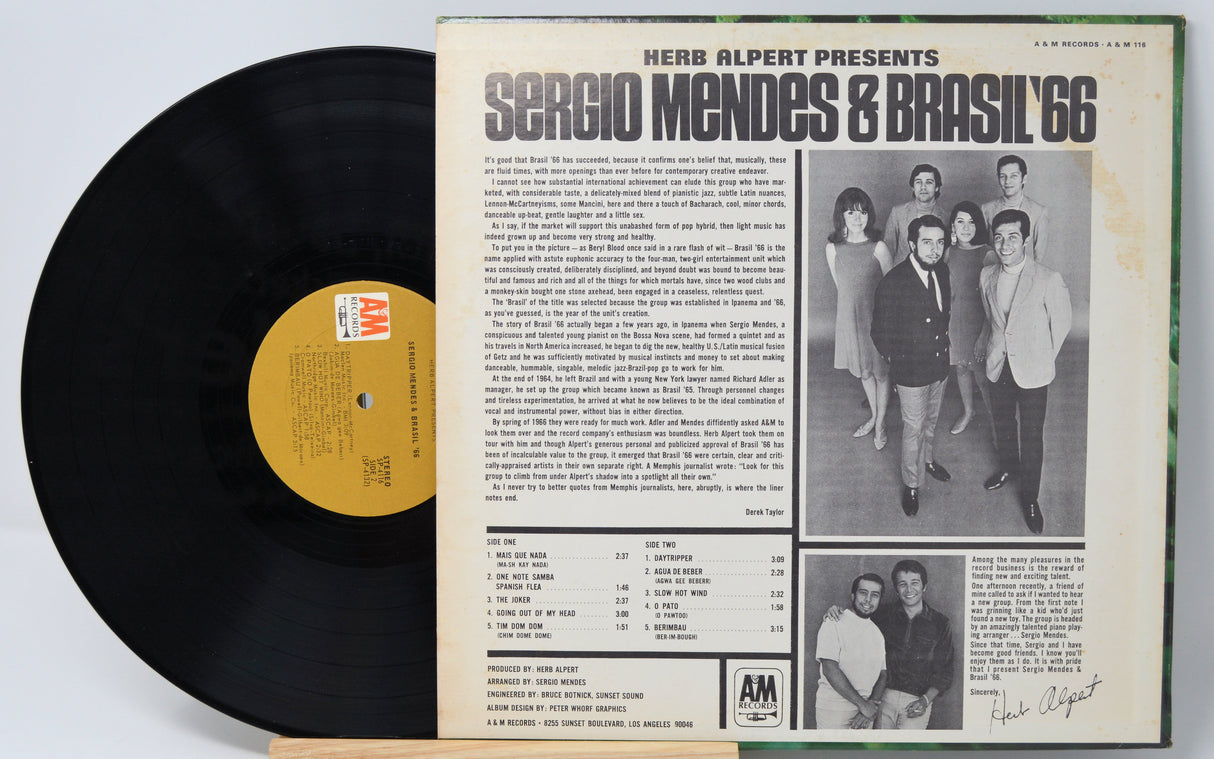 A & M RECORDS • A & M 116
HERB ALPERT PRESENTS
SERGIO MENDES & BRASIL '66
It's good that Brasil '66 has succeeded, because it confirms one's belief that, musically, these
are fluid times, with more openings than ever before for contemporary creative endeavor.
I cannot see how substantial international achievement can elude this group who have mar-
keted, with considerable taste, a delicately-mixed blend of pianistic jazz, subtle Latin nuances,
Lennon-McCartneyisms, some Mancini, here and there a touch of Bacharach, cool, minor chords,
danceable up-beat, gentle laughter and a little sex.
As I say, if the market will support this unabashed form of pop hybrid, then light music has
indeed grown up and become very strong and healthy.
To put you in the picture — as Beryl Blood once said in a rare flash of wit — Brasil '66 is the
name applied with astute euphonic accuracy to the four-man, two-girl entertainment unit which
was consciously created, deliberately disciplined, and beyond doubt was bound to become beau-
tiful and famous and rich and all of the things for which mortals have, since two wood clubs and
a monkey-skin bought one stone axehead, been engaged in a ceaseless, relentless quest.
The 'Brasil' of the title was selected because the group was established in Ipanema and '66,
as you've guessed, is the year of the unit's creation.
The story of Brasil '66 actually began a few years ago, in Ipanema when Sergio Mendes, a
conspicuous and talented young pianist on the Bossa Nova scene, had formed a quintet and as
his travels in North America increased, he began to dig the new, healthy U.S./Latin musical fusion
of Getz and he was sufficiently motivated by musical instincts and money to set about making
danceable, hummable, singable, melodic jazz-Brazil-pop go to work for him.
At the end of 1964, he left Brazil and with a young New York lawyer named Richard Adler as
manager, he set up the group which became known as Brasil '65. Through personnel changes
and tireless experimentation, he arrived at what he now believes to be the ideal combination of
vocal and instrumental power, without bias in either direction.
By spring of 1966 they were ready for much work. Adler and Mendes diffidently asked A&M to
look them over and the record company's enthusiasm was boundless. Herb Alpert took them on
tour with him and though Alpert's generous personal and publicized approval of Brasil '66 has
been of incalculable value to the group, it emerged that Brasil '66 were certain, clear and criti-
cally-appraised artists in their own separate right. A Memphis journalist wrote: "Look for this
group to climb from under Alpert's shadow into a spotlight all their own."
As I never try to better quotes from Memphis journalists, here, abruptly, is where the liner
notes end.
Derek Taylor
SIDE ONE
1. MAIS QUE NADA 2:37
(MA-SH KAY NADA)
2. ONE NOTE SAMBA
SPANISH FLEA 1:46
3. THE JOKER 2:37
4. GOING OUT OF MY HEAD 3:00
5. TIM DOM DOM 1:51
(CHIM DOME DOME)
SIDE TWO
1. DAYTRIPPER 3:09
2. AGUA DE BEBER 2:28
(AGWA GEE BEBERR)
3. SLOW HOT WIND 2:32
4. O PATO 1:58
(O PAWTOO)
5. BERIMBAU 3:15
(BER-IM-BOUGH)
PRODUCED BY: HERB ALPERT
ARRANGED BY: SERGIO MENDES
ENGINEERED BY: BRUCE BOTNICK, SUNSET SOUND
ALBUM DESIGN BY: PETER WHORF GRAPHICS
A & M RECORDS • 8255 SUNSET BOULEVARD, LOS ANGELES 90046
A&M
RECORDS
Among the many pleasures in the
record business is the reward of
finding new and exciting talent.
One afternoon recently, a friend of
mine called to ask if I wanted to hear
a new group. From the first note I
was grinning like a kid who'd just
found a new toy. The group is headed
by an amazingly talented piano play-
ing arranger . . . Sergio Mendes.
Since that time, Sergio and I have
become good friends. I know you'll
enjoy them as I do. It is with pride
that I present Sergio Mendes &
Brasil '66.
Sincerely,
Herb Alpert
A&M
RECORDS
HERB ALPERT PRESENTS
SERGIO MENDES & BRASIL '66
STEREO
SP-4116
SIDE 2
(SP-4132)
1. DAYTRIPPER
2. AGUA DE BEBER
3. SLOW HOT WIND
4. O PATO
5. BERIMBAU